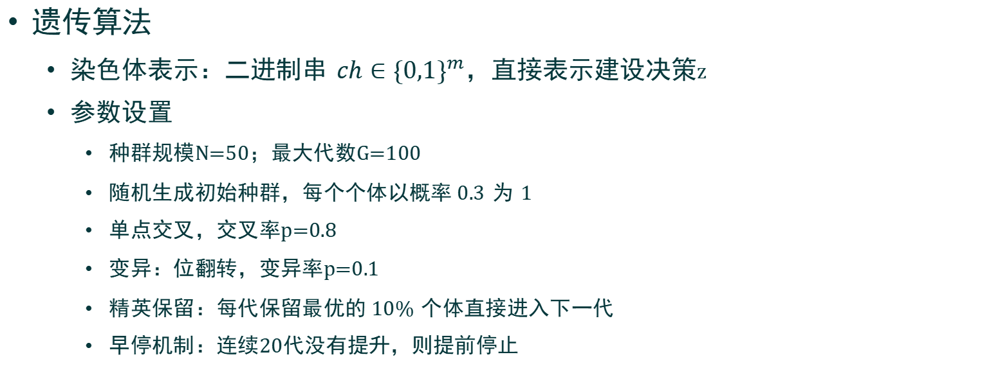 • 遗传算法
• 染色体表示：二进制串 ch ∈ {0,1}^m，直接表示建设决策z
• 参数设置
• 种群规模N=50；最大代数G=100
• 随机生成初始种群，每个个体以概率 0.3 为 1
• 单点交叉，交叉率p=0.8
• 变异：位翻转，变异率p=0.1
• 精英保留：每代保留最优的 10% 个体直接进入下一代
• 早停机制：连续20代没有提升，则提前停止